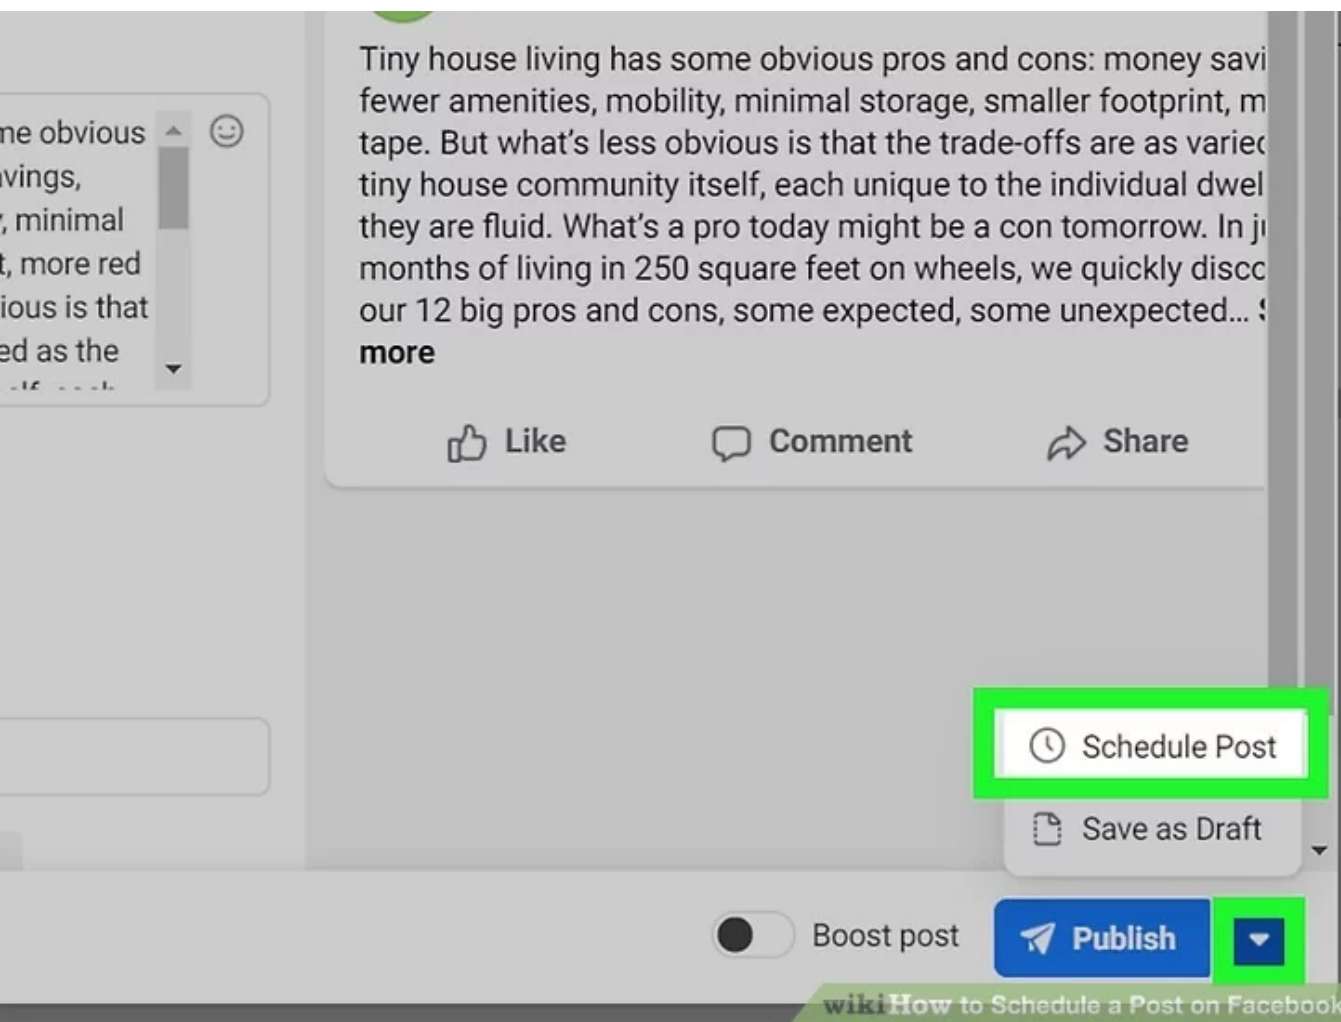 me obvious
avings,
, minimal
t, more red
ious is that
ed as the
Tiny house living has some obvious pros and cons: money savi
fewer amenities, mobility, minimal storage, smaller footprint, m
tape. But what's less obvious is that the trade-offs are as varied
tiny house community itself, each unique to the individual dwel
they are fluid. What's a pro today might be a con tomorrow. In ju
months of living in 250 square feet on wheels, we quickly disco
our 12 big pros and cons, some expected, some unexpected...
more
Like
Comment
Share
Schedule Post
Save as Draft
Boost post
Publish
wikiHow to Schedule a Post on Facebook